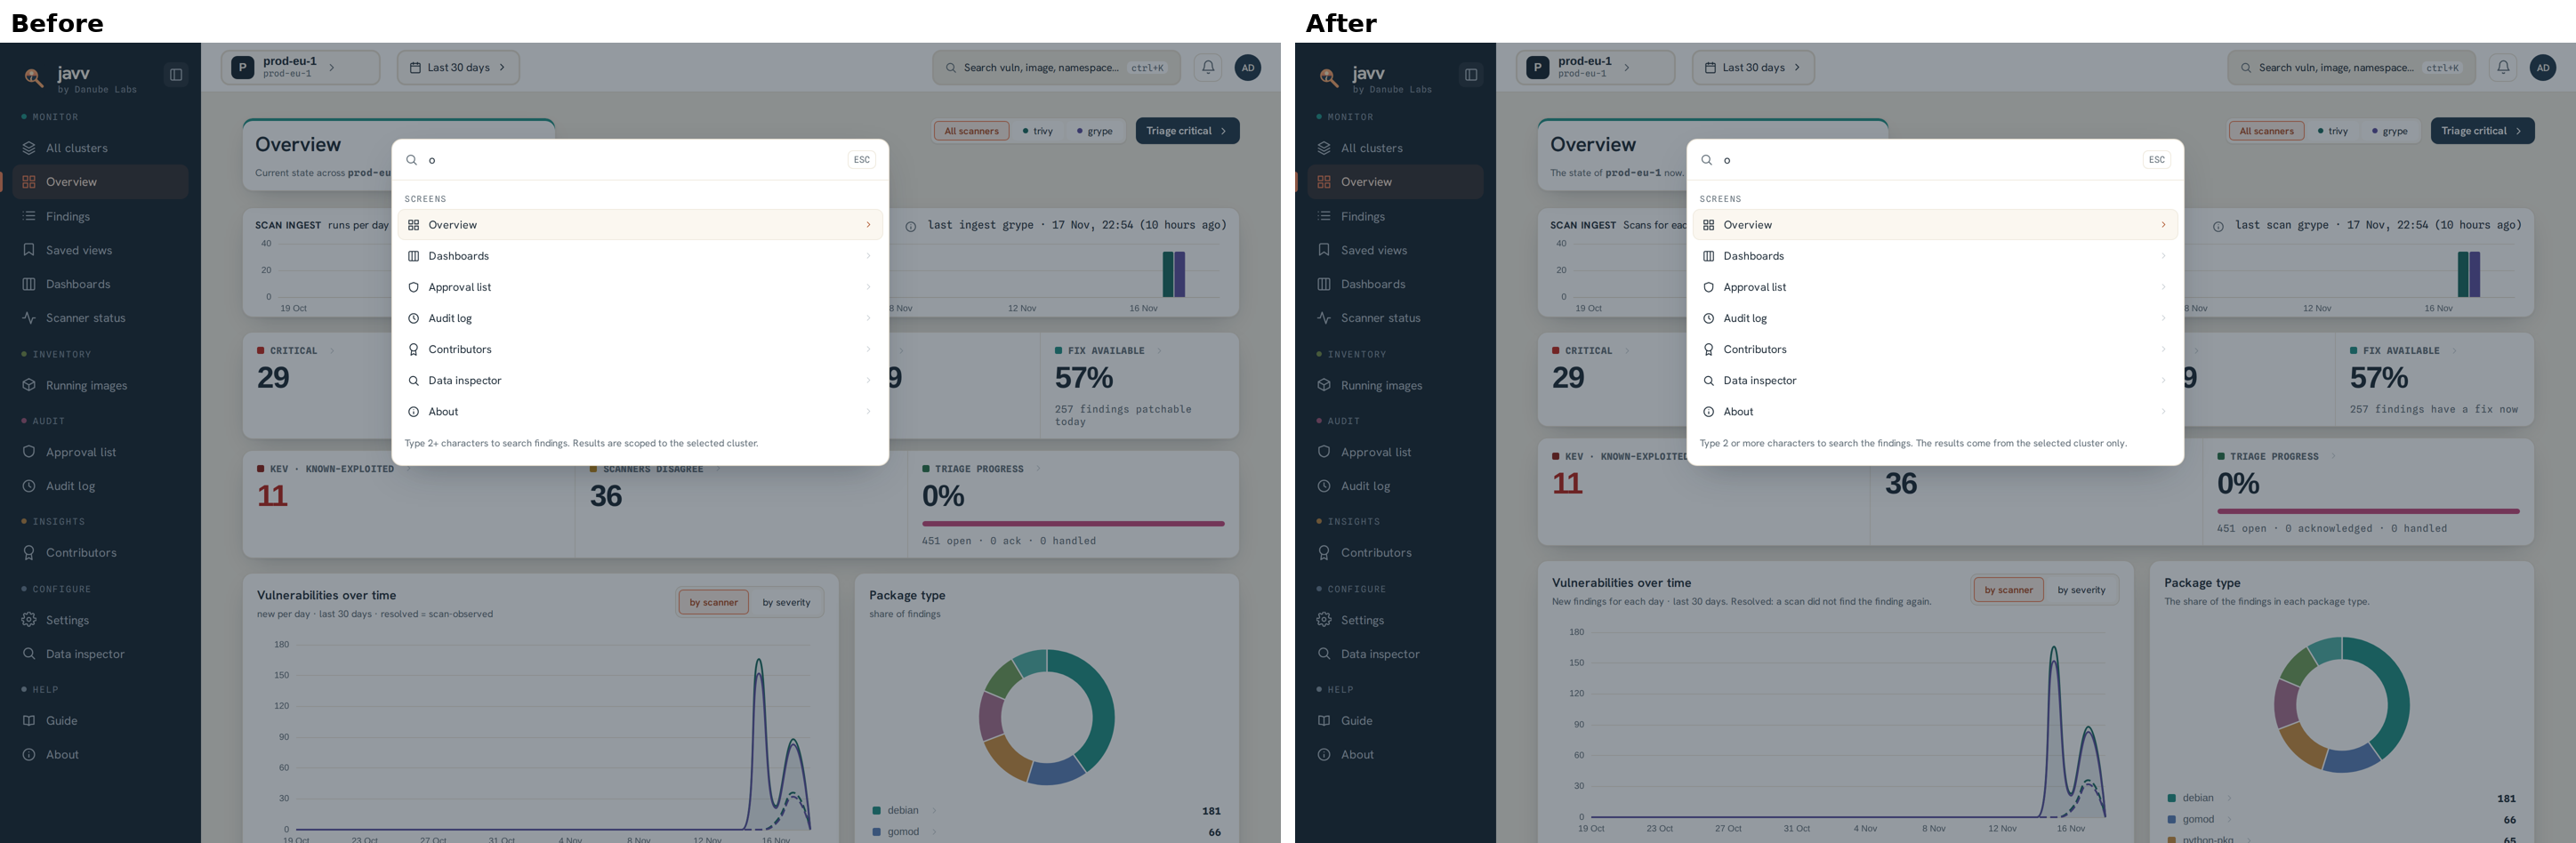 Before
javv
by Danube Labs
MONITOR
All clusters
Overview
Findings
Saved views
Dashboards
Scanner status
INVENTORY
Running images
AUDIT
Approval list
Audit log
INSIGHTS
Contributors
CONFIGURE
Settings
Data inspector
HELP
Guide
About
P prod-eu-1
prod-eu-1
Last 30 days
Search vuln, image, namespace... ctrl+K
AD
Overview
Current state across prod-eu
All scanners trivy grype
Triage critical
o ESC
SCREENS
Overview
Dashboards
Approval list
Audit log
Contributors
Data inspector
About
Type 2+ characters to search findings. Results are scoped to the selected cluster.
SCAN INGEST runs per day
last ingest grype · 17 Nov, 22:54 (10 hours ago)
40
20
0
19 Oct 8 Nov 12 Nov 16 Nov
CRITICAL
29
9
FIX AVAILABLE
57%
257 findings patchable
today
KEV · KNOWN-EXPLOITED
11
SCANNERS DISAGREE
36
TRIAGE PROGRESS
0%
451 open · 0 ack · 0 handled
Vulnerabilities over time
new per day · last 30 days · resolved = scan-observed
by scanner by severity
180
150
120
90
60
30
0
19 Oct 23 Oct 27 Oct 31 Oct 4 Nov 8 Nov 12 Nov 16 Nov
Package type
share of findings
debian 181
gomod 66
After
javv
by Danube Labs
MONITOR
All clusters
Overview
Findings
Saved views
Dashboards
Scanner status
INVENTORY
Running images
AUDIT
Approval list
Audit log
INSIGHTS
Contributors
CONFIGURE
Settings
Data inspector
HELP
Guide
About
P prod-eu-1
prod-eu-1
Last 30 days
Search vuln, image, namespace... ctrl+K
AD
Overview
The state of prod-eu-1 now.
All scanners trivy grype
Triage critical
o ESC
SCREENS
Overview
Dashboards
Approval list
Audit log
Contributors
Data inspector
About
Type 2 or more characters to search the findings. The results come from the selected cluster only.
SCAN INGEST Scans for eac
last scan grype · 17 Nov, 22:54 (10 hours ago)
40
20
0
19 Oct 8 Nov 12 Nov 16 Nov
CRITICAL
29
9
FIX AVAILABLE
57%
257 findings have a fix now
KEV · KNOWN-EXPLOITED
11
36
TRIAGE PROGRESS
0%
451 open · 0 acknowledged · 0 handled
Vulnerabilities over time
New findings for each day · last 30 days. Resolved: a scan did not find the finding again.
by scanner by severity
180
150
120
90
60
30
0
19 Oct 23 Oct 27 Oct 31 Oct 4 Nov 8 Nov 12 Nov 16 Nov
Package type
The share of the findings in each package type.
debian 181
gomod 66
python-pkg 65